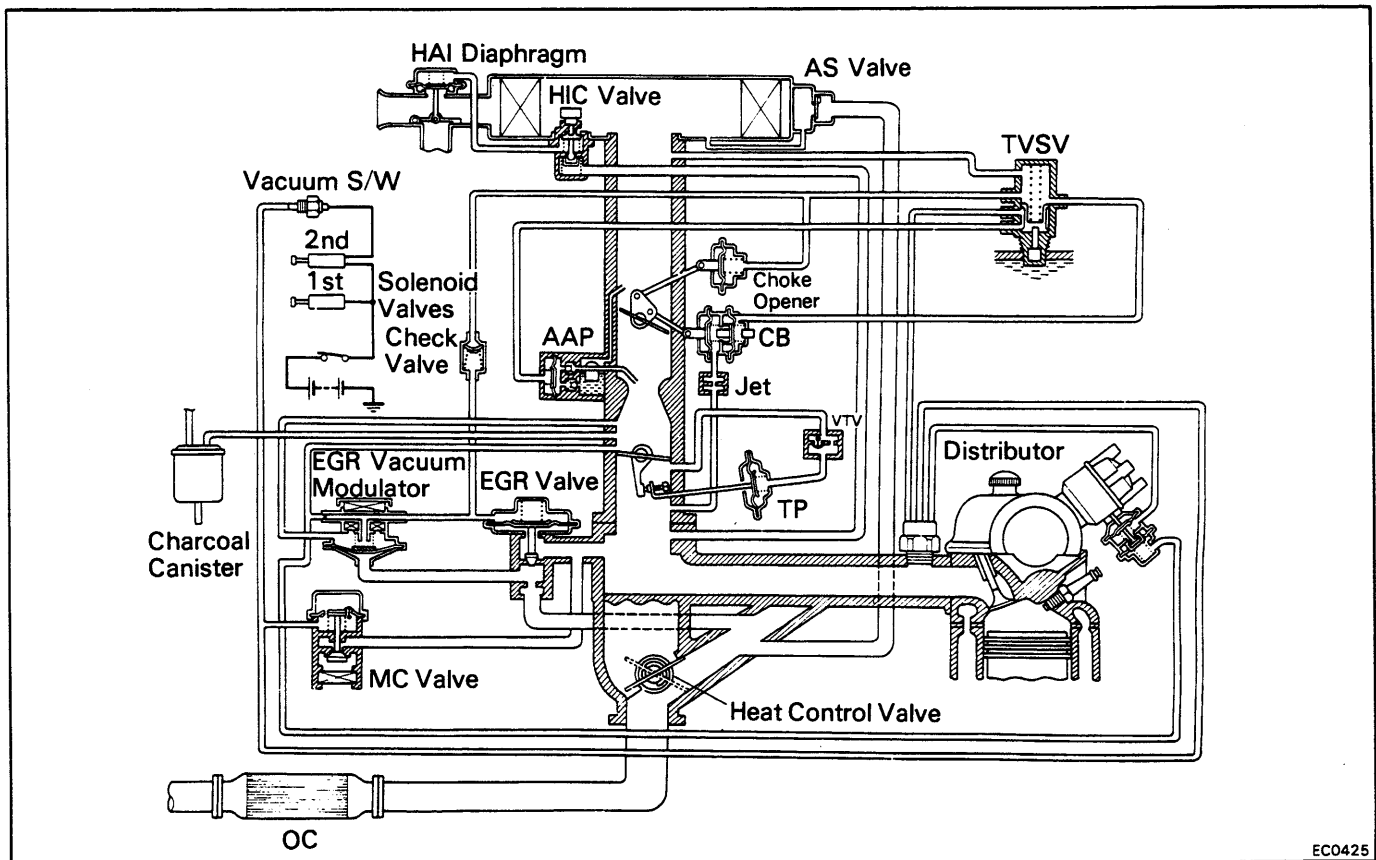 HAI Diaphragm
AS Valve
HIC Valve
TVSV
Vacuum S/W
2nd
1st
Solenoid
Valves
Choke
Opener
Check
Valve
AAP
CB
Jet
VTV
Distributor
EGR Vacuum
Modulator
EGR Valve
TP
Charcoal
Canister
MC Valve
Heat Control Valve
OC
EC0425